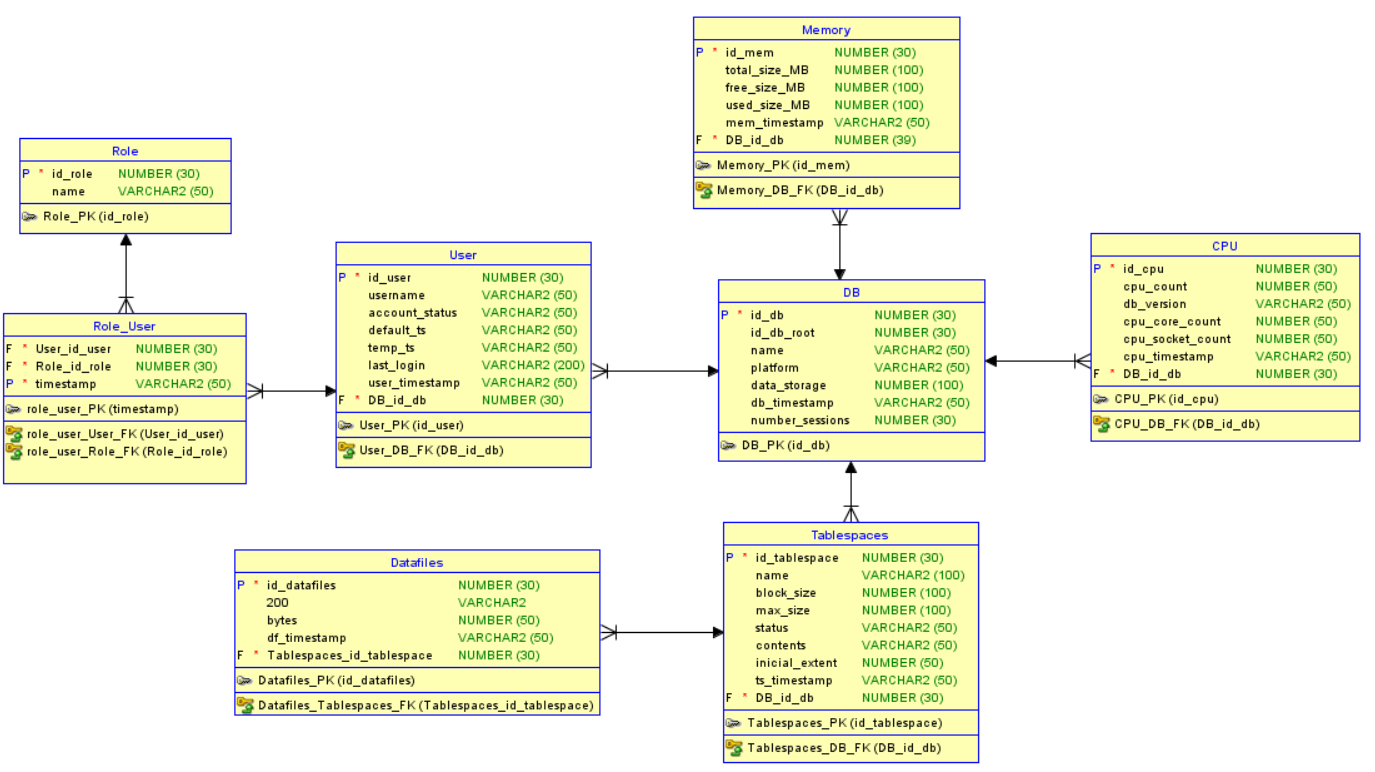 Memory
P * id_mem NUMBER (30)
total_size_MB NUMBER (100)
free_size_MB NUMBER (100)
used_size_MB NUMBER (100)
mem_timestamp VARCHAR2 (50)
F * DB_id_db NUMBER (39)
Memory_PK (id_mem)
Memory_DB_FK (DB_id_db)
Role
P * id_role NUMBER (30)
name VARCHAR2 (50)
Role_PK (id_role)
User
P * id_user NUMBER (30)
username VARCHAR2 (50)
account_status VARCHAR2 (50)
default_ts VARCHAR2 (50)
temp_ts VARCHAR2 (50)
last_login VARCHAR2 (200)
user_timestamp VARCHAR2 (50)
F * DB_id_db NUMBER (30)
User_PK (id_user)
User_DB_FK (DB_id_db)
CPU
P * id_cpu NUMBER (30)
cpu_count NUMBER (50)
db_version VARCHAR2 (50)
cpu_core_count NUMBER (50)
cpu_socket_count NUMBER (50)
cpu_timestamp VARCHAR2 (50)
F * DB_id_db NUMBER (30)
CPU_PK (id_cpu)
CPU_DB_FK (DB_id_db)
DB
P * id_db NUMBER (30)
id_db_root NUMBER (30)
name VARCHAR2 (50)
platform VARCHAR2 (50)
data_storage NUMBER (100)
db_timestamp VARCHAR2 (50)
number_sessions NUMBER (30)
DB_PK (id_db)
Role_User
F * User_id_user NUMBER (30)
F * Role_id_role NUMBER (30)
P * timestamp VARCHAR2 (50)
role_user_PK (timestamp)
role_user_User_FK (User_id_user)
role_user_Role_FK (Role_id_role)
Datafiles
P * id_datafiles NUMBER (30)
200 VARCHAR2
bytes NUMBER (50)
df_timestamp VARCHAR2 (50)
F * Tablespaces_id_tablespace NUMBER (30)
Datafiles_PK (id_datafiles)
Datafiles_Tablespaces_FK (Tablespaces_id_tablespace)
Tablespaces
P * id_tablespace NUMBER (30)
name VARCHAR2 (100)
block_size NUMBER (100)
max_size NUMBER (100)
status VARCHAR2 (50)
contents VARCHAR2 (50)
inicial_extent NUMBER (50)
ts_timestamp VARCHAR2 (50)
F * DB_id_db NUMBER (30)
Tablespaces_PK (id_tablespace)
Tablespaces_DB_FK (DB_id_db)